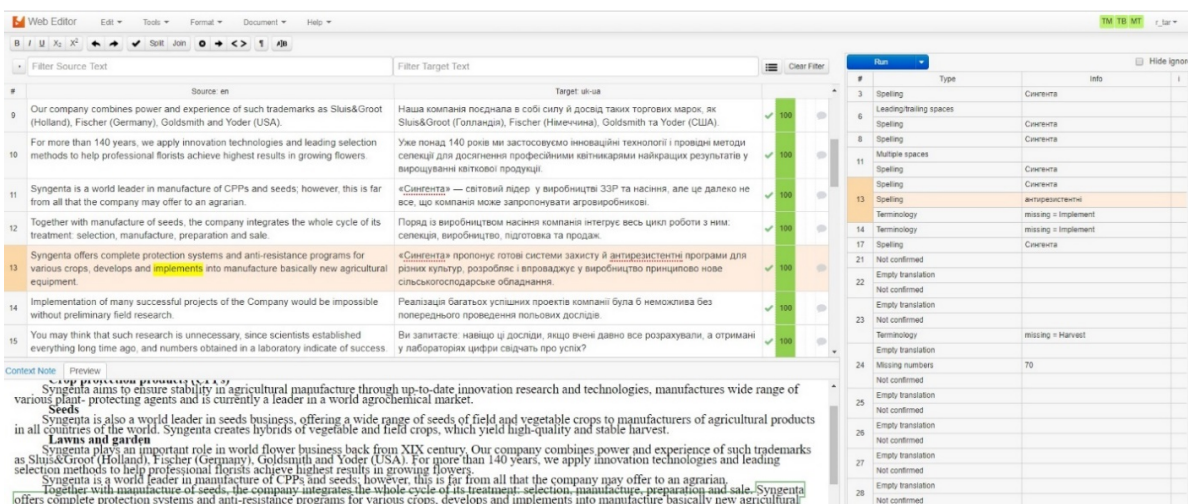 Web Editor Edit Tools Format Document Help TM TB MT r_tar
B I U X₂ X² Split Join <> ¶
Filter Source Text Filter Target Text Clear Filter
# Source: en Target: uk-ua
9 Our company combines power and experience of such trademarks as Sluis&Groot
(Holland), Fischer (Germany), Goldsmith and Yoder (USA).
Наша компанія поєднала в собі силу й досвід таких торгових марок, як
Sluis&Groot (Голландія), Fischer (Німеччина), Goldsmith та Yoder (США).
100
10 For more than 140 years, we apply innovation technologies and leading selection
methods to help professional florists achieve highest results in growing flowers.
Уже понад 140 років ми застосовуємо інноваційні технології і провідні методи
селекції для досягнення професійними квітникарями найкращих результатів у
вирощуванні квіткової продукції.
100
11 Syngenta is a world leader in manufacture of CPPs and seeds; however, this is far
from all that the company may offer to an agrarian.
«Сингента» — світовий лідер у виробництві ЗЗР та насіння, але це далеко не
все, що компанія може запропонувати агровиробникові.
100
12 Together with manufacture of seeds, the company integrates the whole cycle of its
treatment: selection, manufacture, preparation and sale.
Поряд із виробництвом насіння компанія інтегрує весь цикл роботи з ним:
селекція, виробництво, підготовка та продаж.
100
13 Syngenta offers complete protection systems and anti-resistance programs for
various crops, develops and implements into manufacture basically new agricultural
equipment.
«Сингента» пропонує готові системи захисту й антирезистентні програми для
різних культур, розробляє і впроваджує у виробництво принципово нове
сільськогосподарське обладнання.
100
14 Implementation of many successful projects of the Company would be impossible
without preliminary field research.
Реалізація багатьох успішних проектів компанії була б неможлива без
попереднього проведення польових дослідів.
100
15 You may think that such research is unnecessary, since scientists established
everything long time ago, and numbers obtained in a laboratory indicate of success.
Ви запитаєте: навіщо ці досліди, якщо вчені давно все розрахували, а отримані
у лабораторіях цифри свідчать про успіх?
100
Context Note Preview
Crop protection products (CPPs)
Syngenta aims to ensure stability in agricultural manufacture through up-to-date innovation research and technologies, manufactures wide range of
various plant- protecting agents and is currently a leader in a world agrochemical market.
Seeds
Syngenta is also a world leader in seeds business, offering a wide range of seeds of field and vegetable crops to manufacturers of agricultural products
in all countries of the world. Syngenta creates hybrids of vegetable and field crops, which yield high-quality and stable harvest.
Lawns and garden
Syngenta plays an important role in world flower business back from XIX century. Our company combines power and experience of such trademarks
as Sluis&Groot (Holland), Fischer (Germany), Goldsmith and Yoder (USA). For more than 140 years, we apply innovation technologies and leading
selection methods to help professional florists achieve highest results in growing flowers.
Syngenta is a world leader in manufacture of CPPs and seeds; however, this is far from all that the company may offer to an agrarian.
Together with manufacture of seeds, the company integrates the whole cycle of its treatment: selection, manufacture, preparation and sale. Syngenta
offers complete protection systems and anti-resistance programs for various crops, develops and implements into manufacture basically new agricultural
Run Hide ignor
# Type Info I
3 Spelling Сингента
6 Leading/trailing spaces
Spelling Сингента
8 Spelling Сингента
11 Multiple spaces
Spelling Сингента
13 Spelling Сингента
Spelling антирезистентні
Terminology missing = Implement
14 Terminology missing = Implement
17 Spelling Сингента
21 Not confirmed
22 Empty translation
Not confirmed
23 Empty translation
Not confirmed
Terminology missing = Harvest
24 Empty translation
Missing numbers 70
Not confirmed
25 Empty translation
Not confirmed
26 Empty translation
Not confirmed
27 Empty translation
Not confirmed
28 Empty translation
Not confirmed